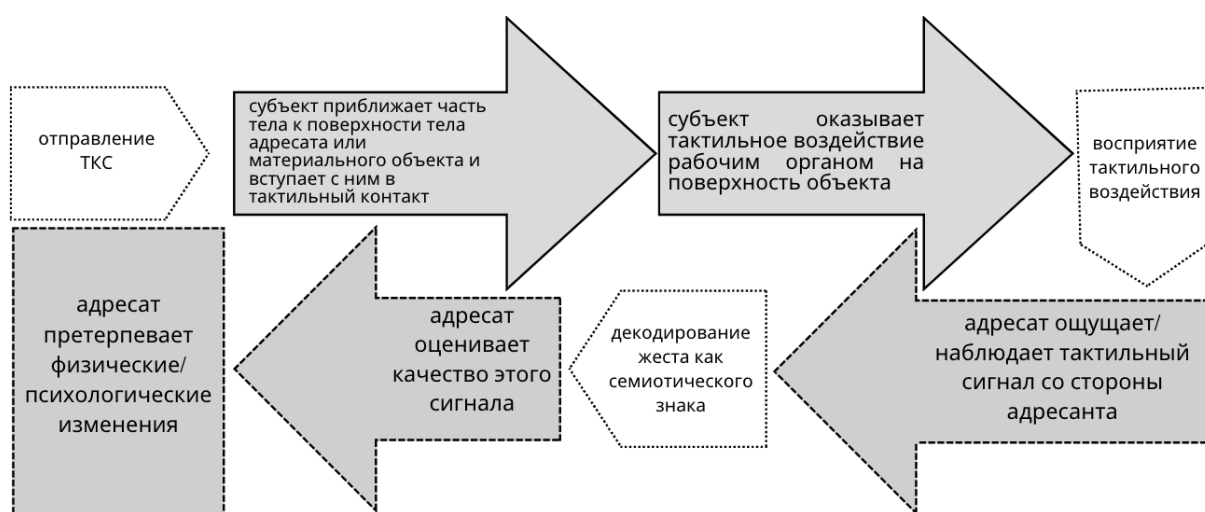 отправление
ТКС
субъект приближает часть
тела к поверхности тела
адресата или
материального объекта и
вступает с ним в
тактильный контакт
субъект оказывает
тактильное воздействие
рабочим органом на
поверхность объекта
восприятие
тактильного
воздействия
адресат ощущает/
наблюдает тактильный
сигнал со стороны
адресанта
декодирование
жеста как
семиотического
знака
адресат
оценивает
качество этого
сигнала
адресат
претерпевает
физические/
психологические
изменения